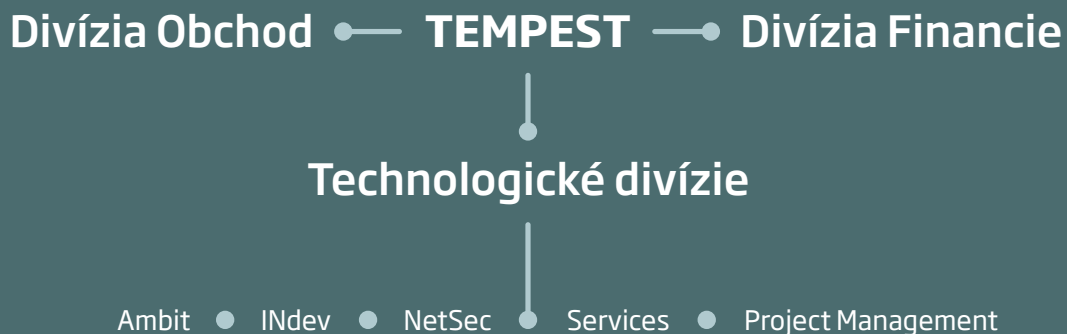 Divízia Obchod TEMPEST Divízia Financie
Technologické divízie
Ambit INdev NetSec Services Project Management